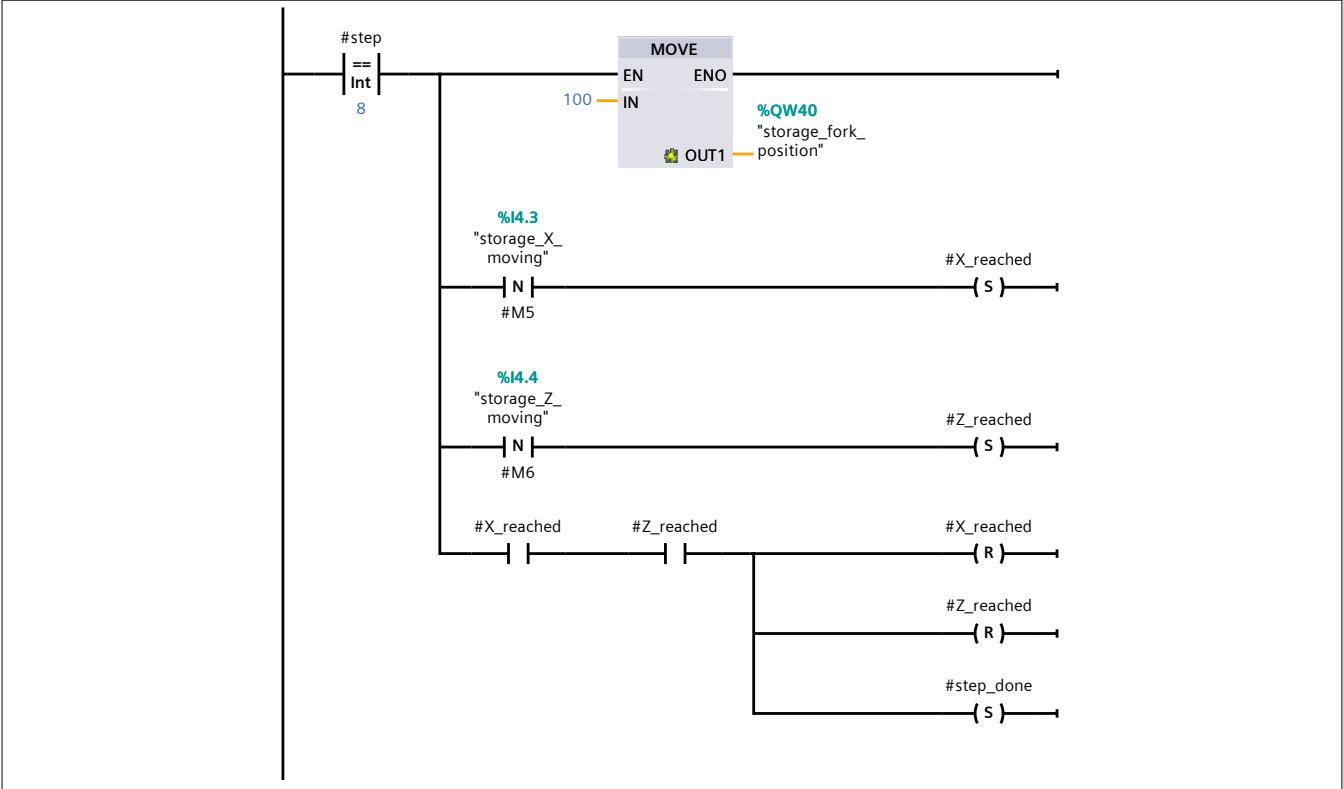 #step
==
Int
8
MOVE
EN
ENO
100
IN
OUT1
%QW40
"storage_fork_
position"
%I4.3
"storage_X_
moving"
N
#M5
#X_reached
S
%I4.4
"storage_Z_
moving"
N
#M6
#Z_reached
S
#X_reached
#Z_reached
#X_reached
R
#Z_reached
R
#step_done
S